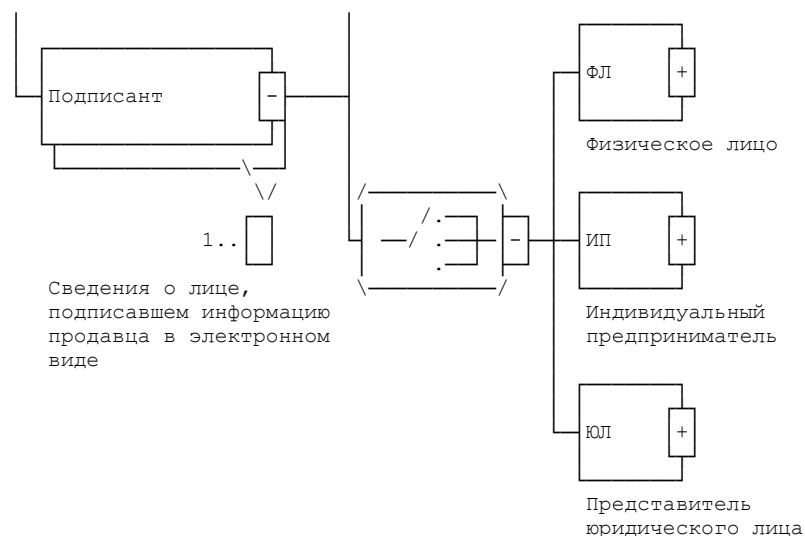 ФЛ
Подписант
Физическое лицо
1..
ИП
Сведения о лице,
подписавшем информацию
продавца в электронном
виде
Индивидуальный
предприниматель
ЮЛ
Представитель
юридического лица